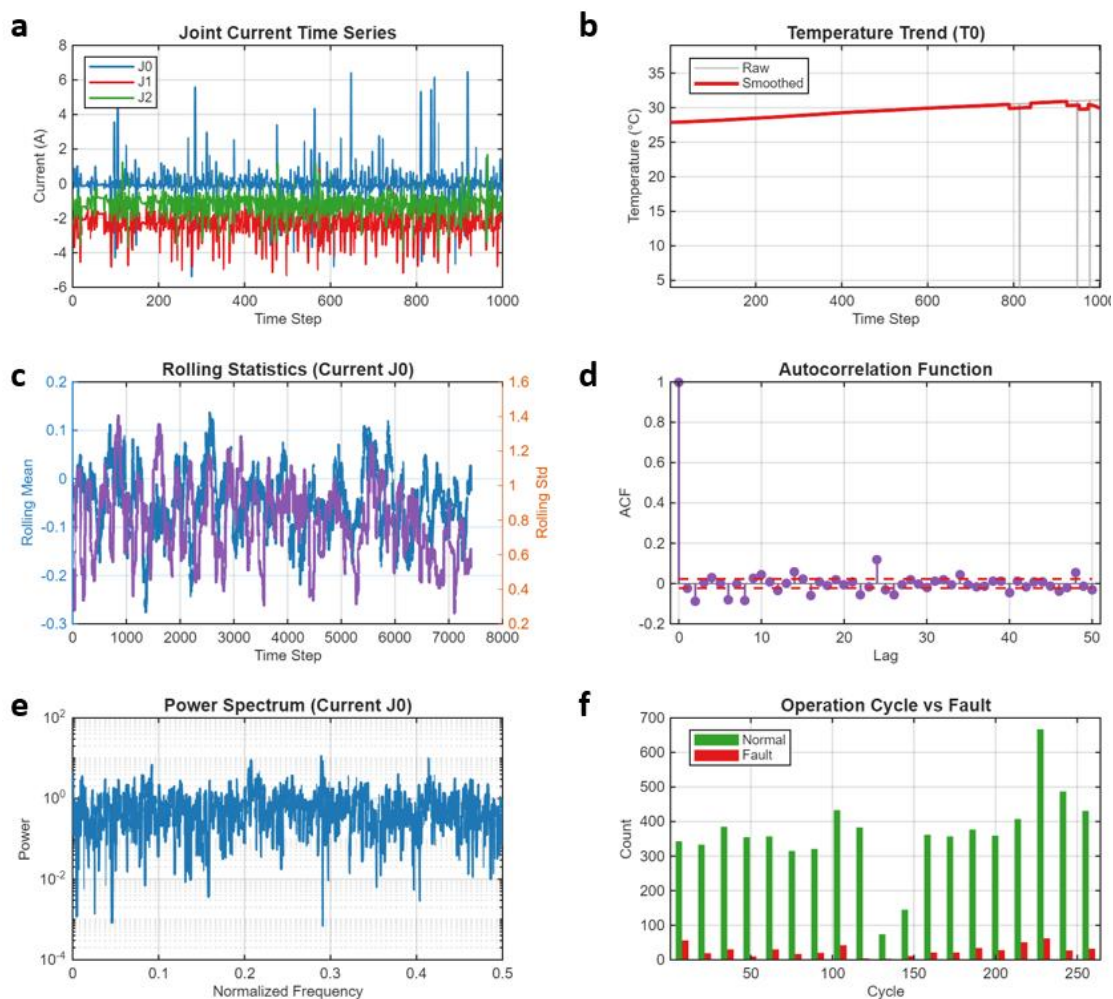 a
Joint Current Time Series
8
6
4
2
0
-2
-4
-6
Current (A)
J0
J1
J2
0 200 400 600 800 1000
Time Step
b
Temperature Trend (T0)
35
30
25
20
15
10
5
Temperature (°C)
Raw
Smoothed
200 400 600 800 1000
Time Step
c
Rolling Statistics (Current J0)
0.2
0.1
0
-0.1
-0.2
-0.3
Rolling Mean
1.6
1.4
1.2
1
0.8
0.6
0.4
0.2
Rolling Std
0 1000 2000 3000 4000 5000 6000 7000 8000
Time Step
d
Autocorrelation Function
1
0.8
0.6
0.4
0.2
0
-0.2
ACF
0 10 20 30 40 50
Lag
e
Power Spectrum (Current J0)
10^2
10^0
10^-2
10^-4
Power
0 0.1 0.2 0.3 0.4 0.5
Normalized Frequency
f
Operation Cycle vs Fault
700
600
500
400
300
200
100
0
Count
Normal
Fault
50 100 150 200 250
Cycle